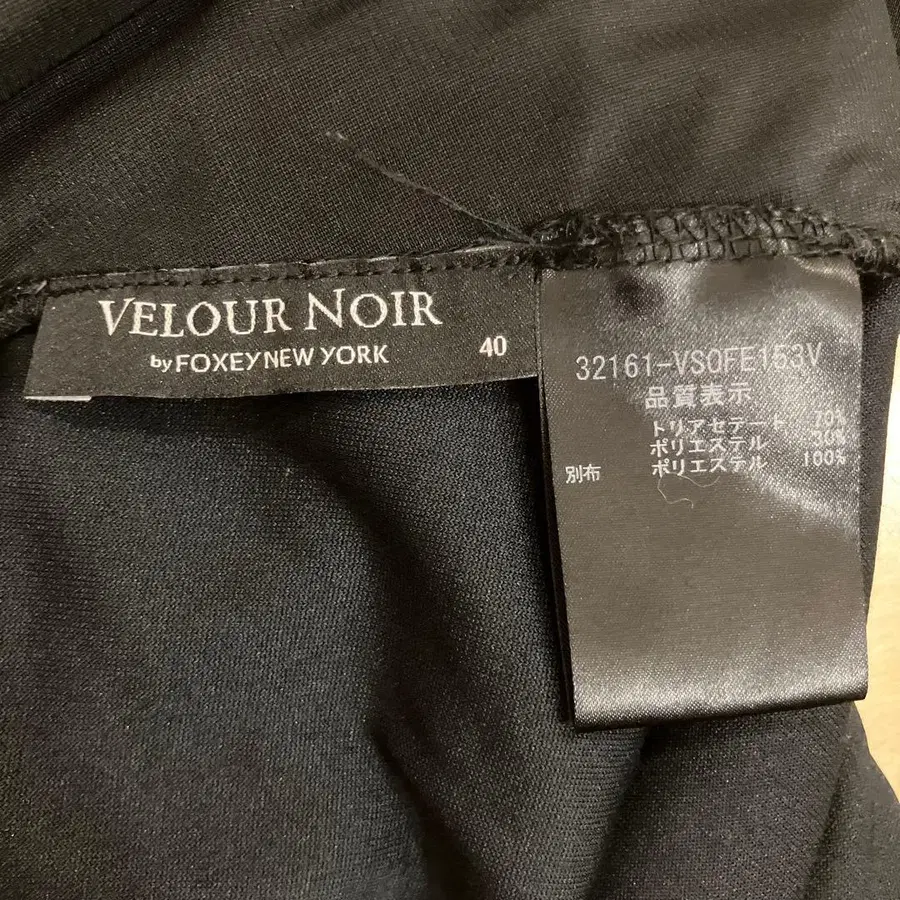 VELOUR NOIR
by FOXEY NEW YORK
40
32161-VSOFE153V
品質表示
トリアセテート 70%
ポリエステル 30%
別布 ポリエステル 100%